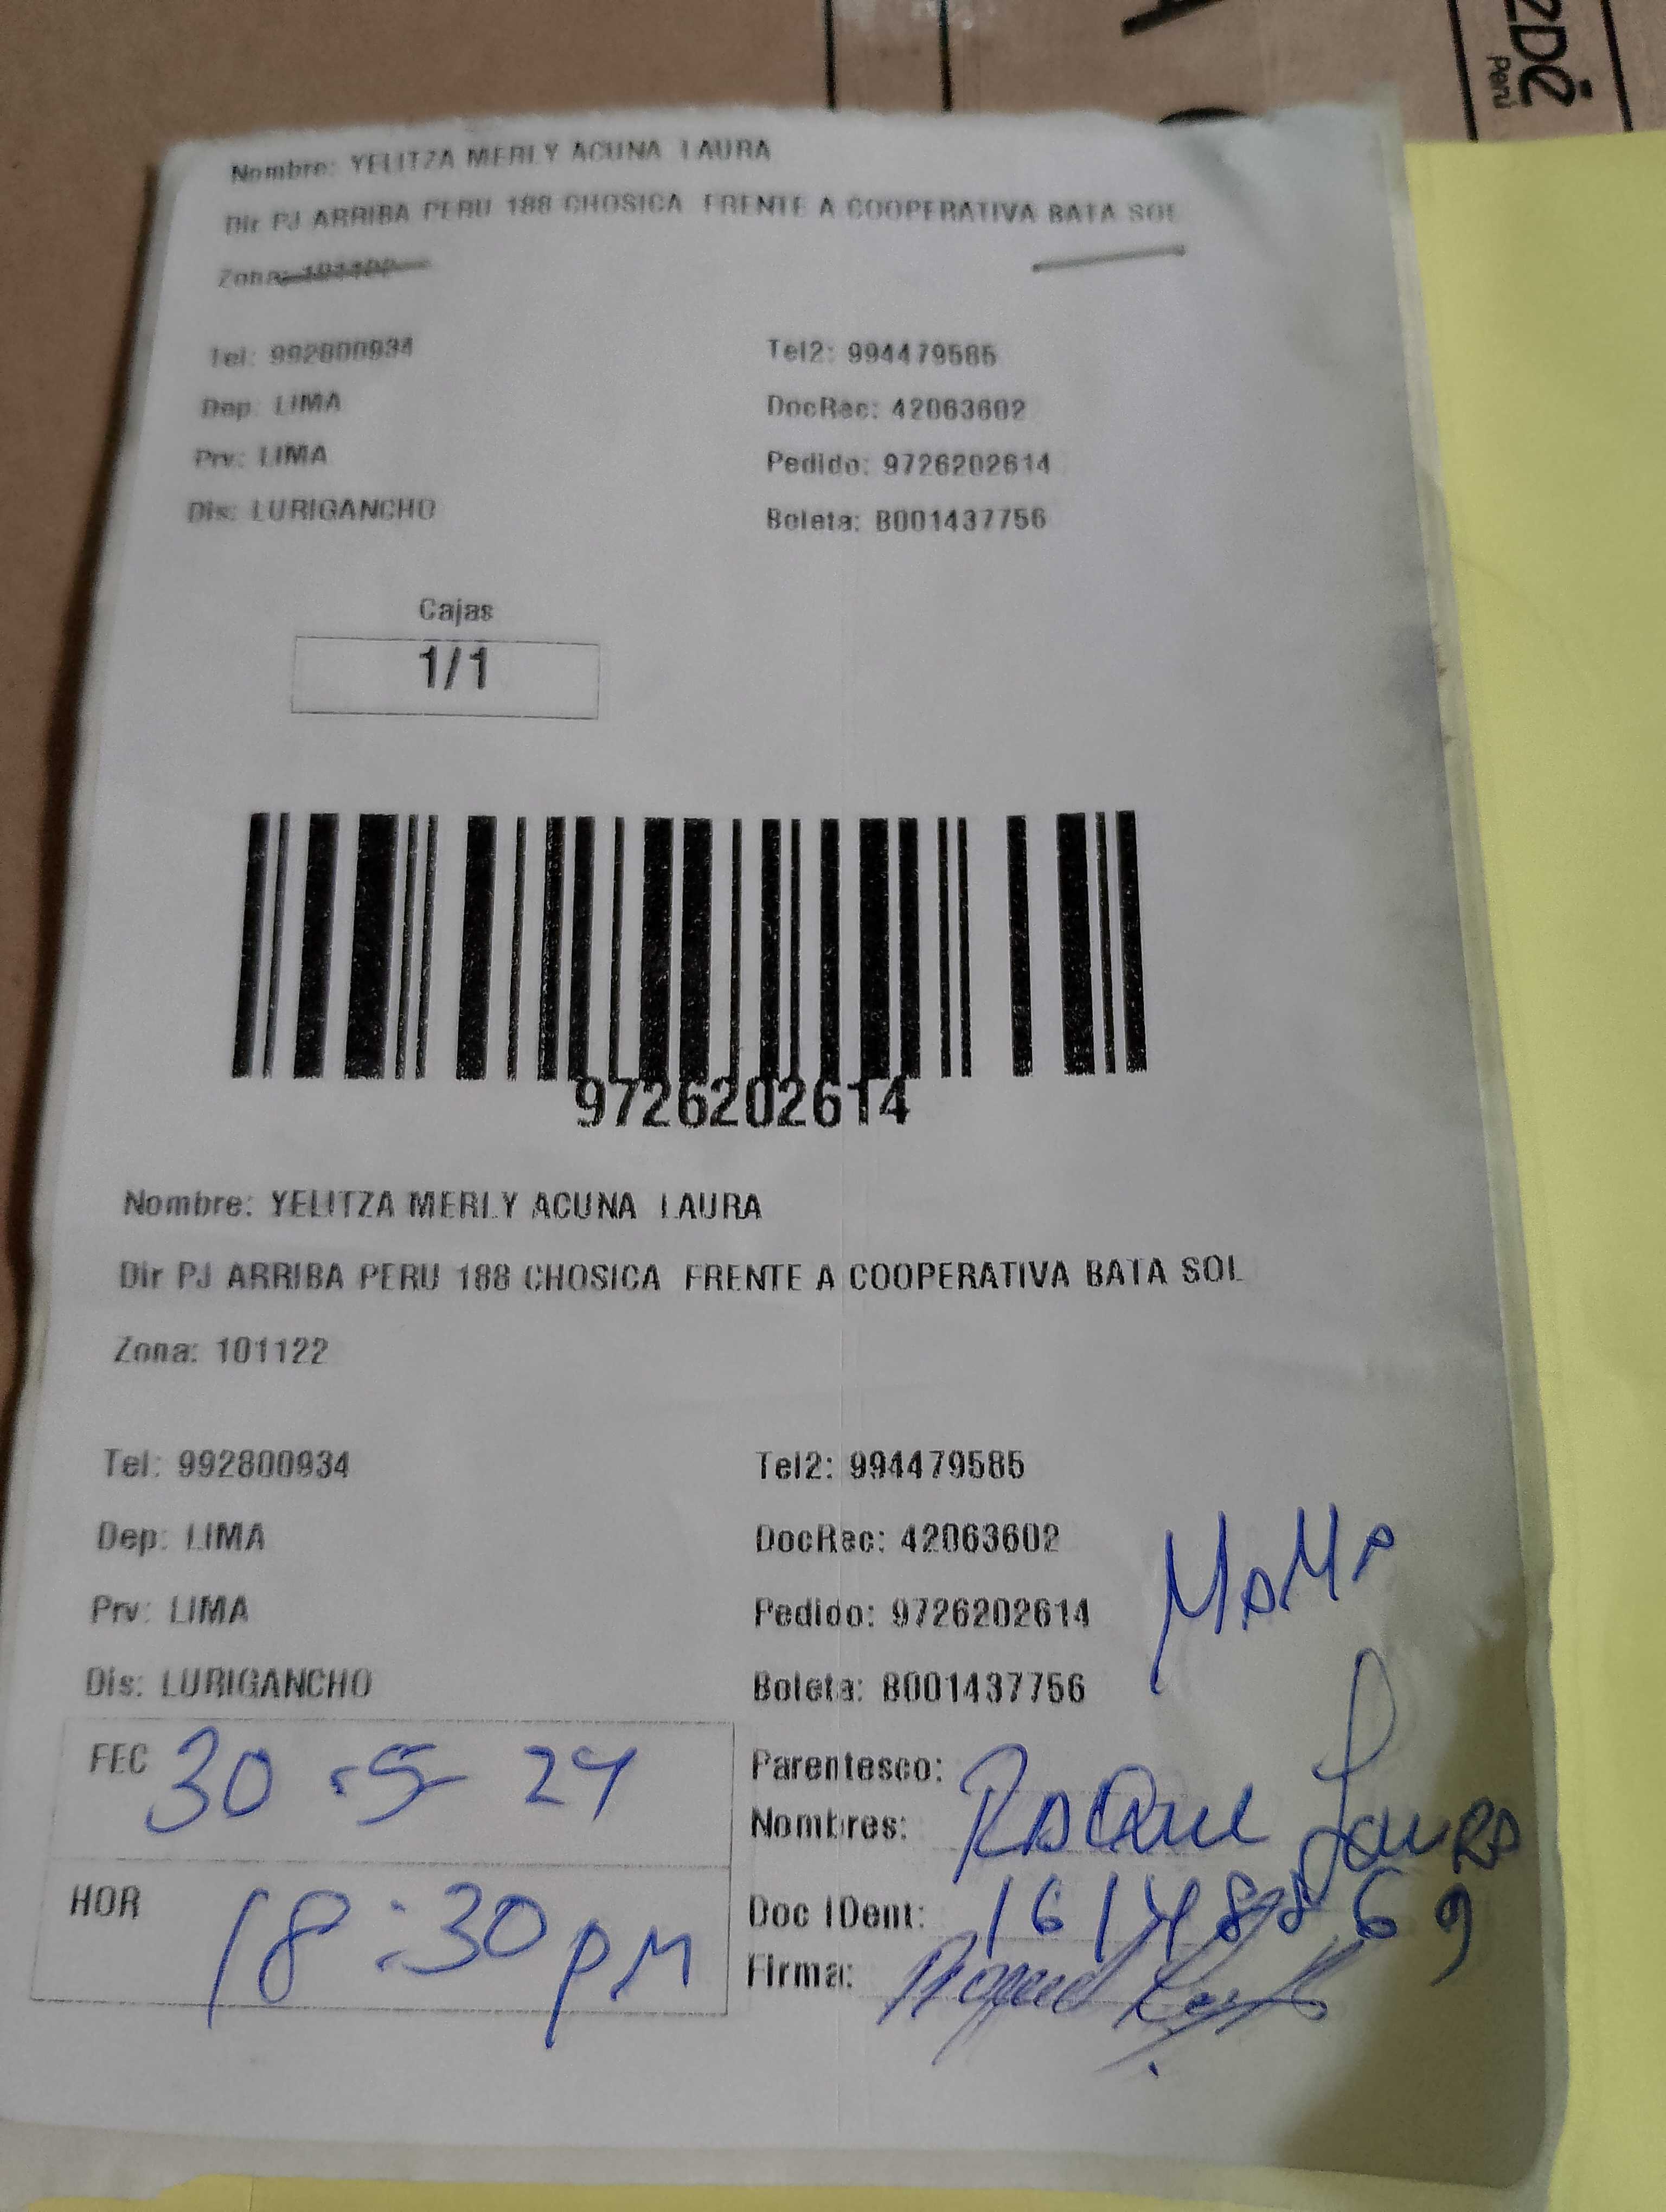 2Dē
Perú
Nombre: YELITZA MERLY ACUNA LAURA
Dir PJ ARRIBA PERU 188 CHOSICA FRENTE A COOPERATIVA BATA SOL
Zona:
Tel: 992800934 Tel2: 994479585
Dep: LIMA DocRec: 42063602
Prv: LIMA Pedido: 9726202614
Dis: LURIGANCHO Boleta: B001437756
Cajas
1/1
9726202614
Nombre: YELITZA MERLY ACUNA LAURA
Dir PJ ARRIBA PERU 188 CHOSICA FRENTE A COOPERATIVA BATA SOL
Zona: 101122
Tel: 992800934 Tel2: 994479585
Dep: LIMA DocRec: 42063602
Prv: LIMA Pedido: 9726202614
Dis: LURIGANCHO Boleta: B001437756
MAMA
FEC 30-5-24 Parentesco:
Nombres: RAQUEL LAURA
HOR 18:30 PM Doc IDent:
Firma: